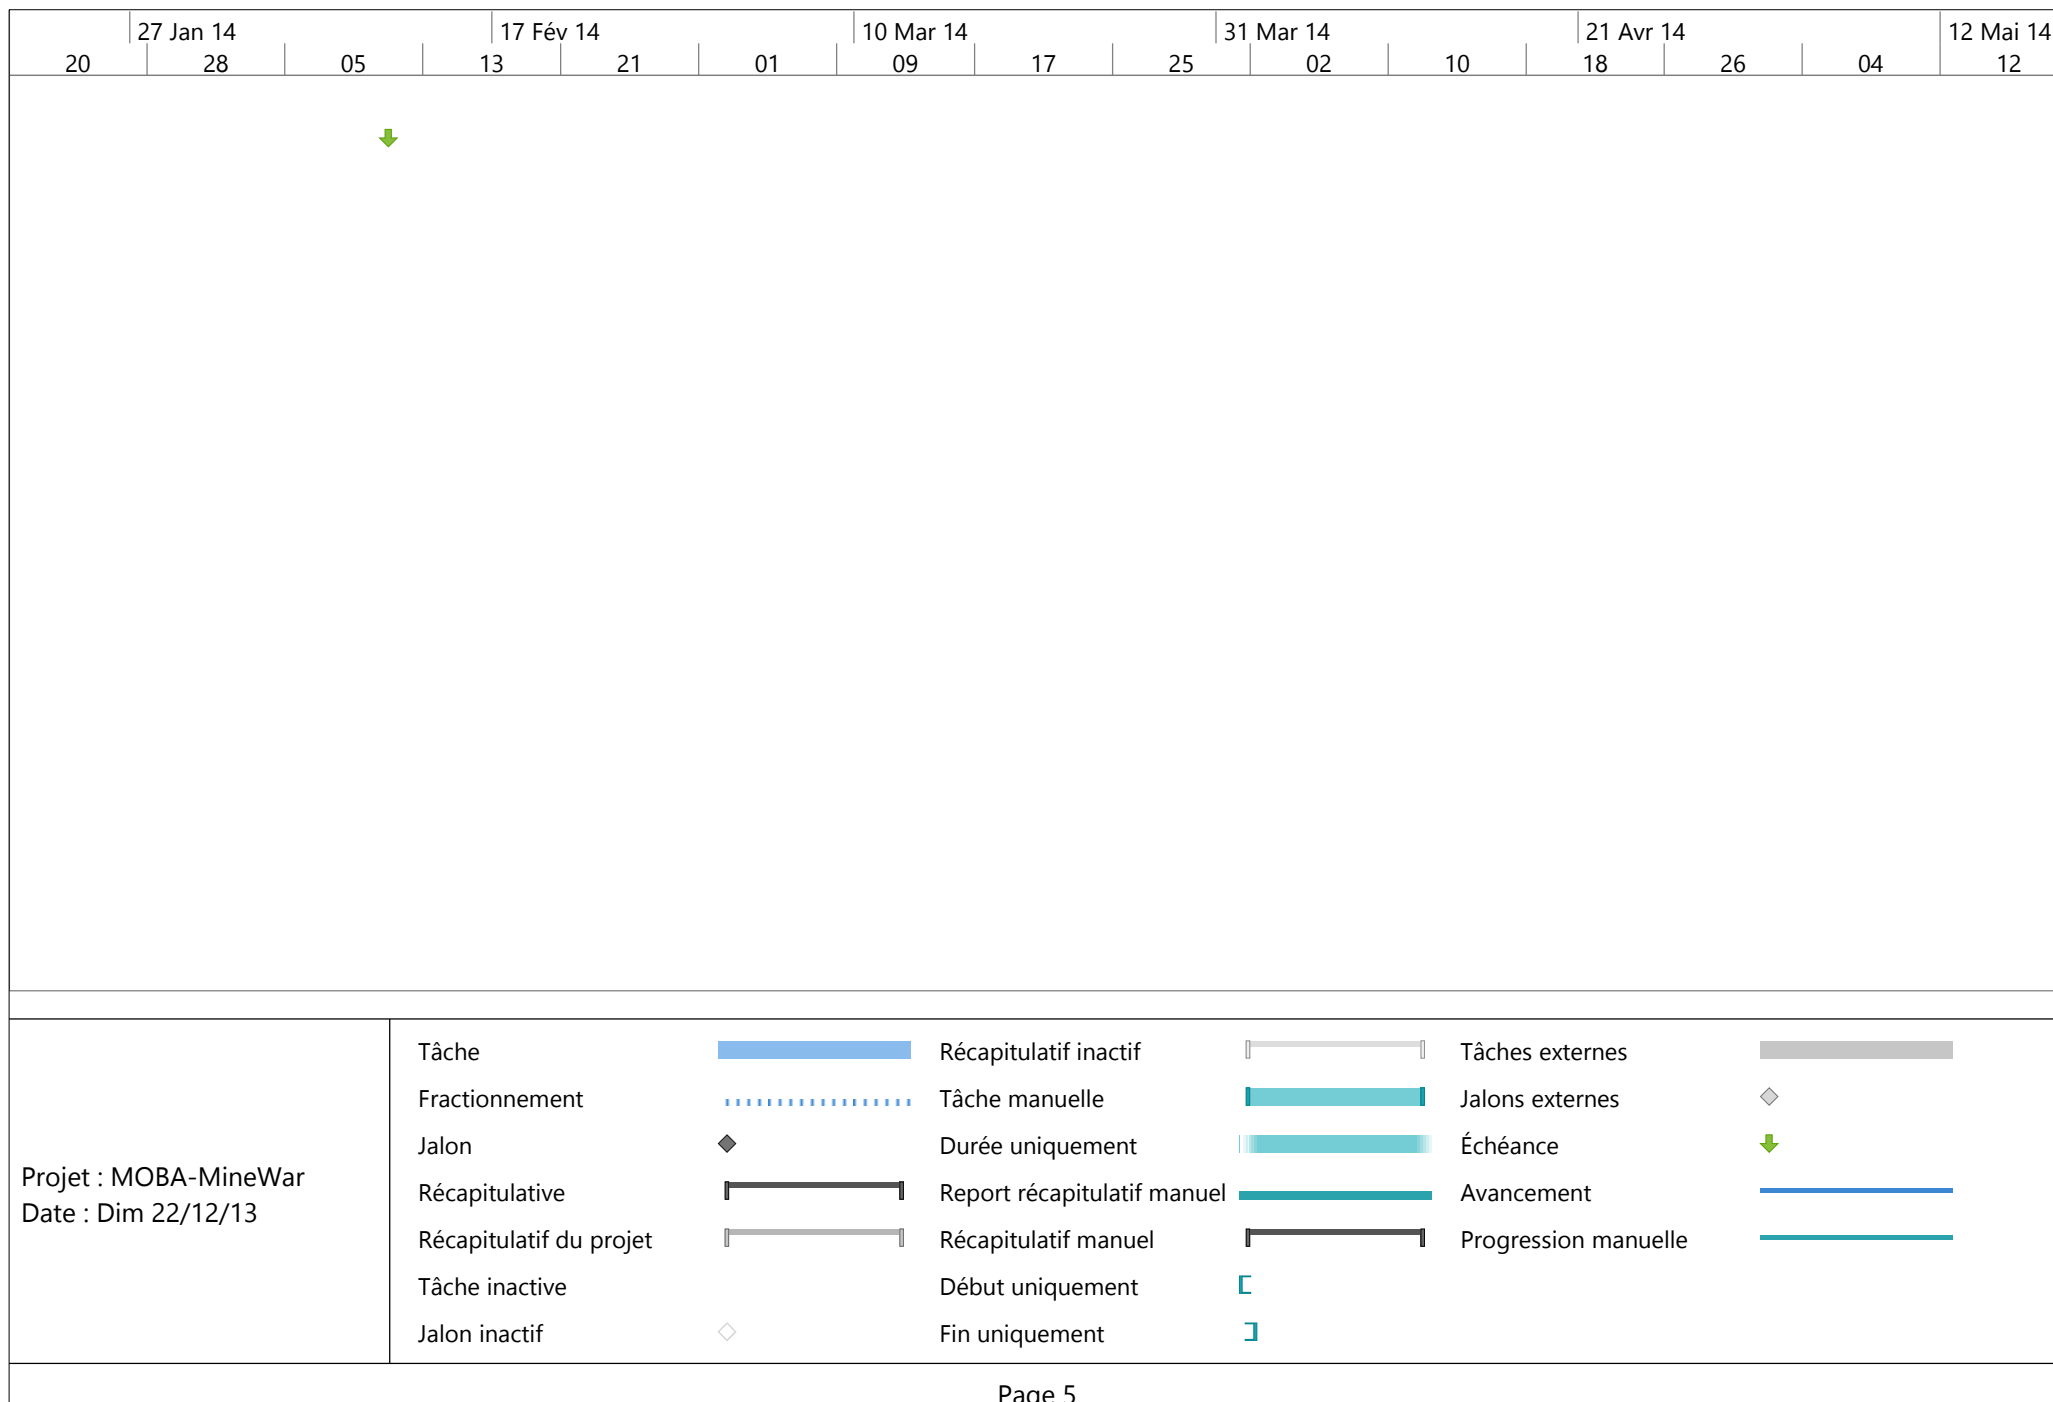 27 Jan 14 17 Fév 14 10 Mar 14 31 Mar 14 21 Avr 14 12 Mai 14
20 28 05 13 21 01 09 17 25 02 10 18 26 04 12
Projet : MOBA-MineWar
Date : Dim 22/12/13
Tâche
Fractionnement
Jalon
Récapitulative
Récapitulatif du projet
Tâche inactive
Jalon inactif
Récapitulatif inactif
Tâche manuelle
Durée uniquement
Report récapitulatif manuel
Récapitulatif manuel
Début uniquement
Fin uniquement
Tâches externes
Jalons externes
Échéance
Avancement
Progression manuelle
Page 5